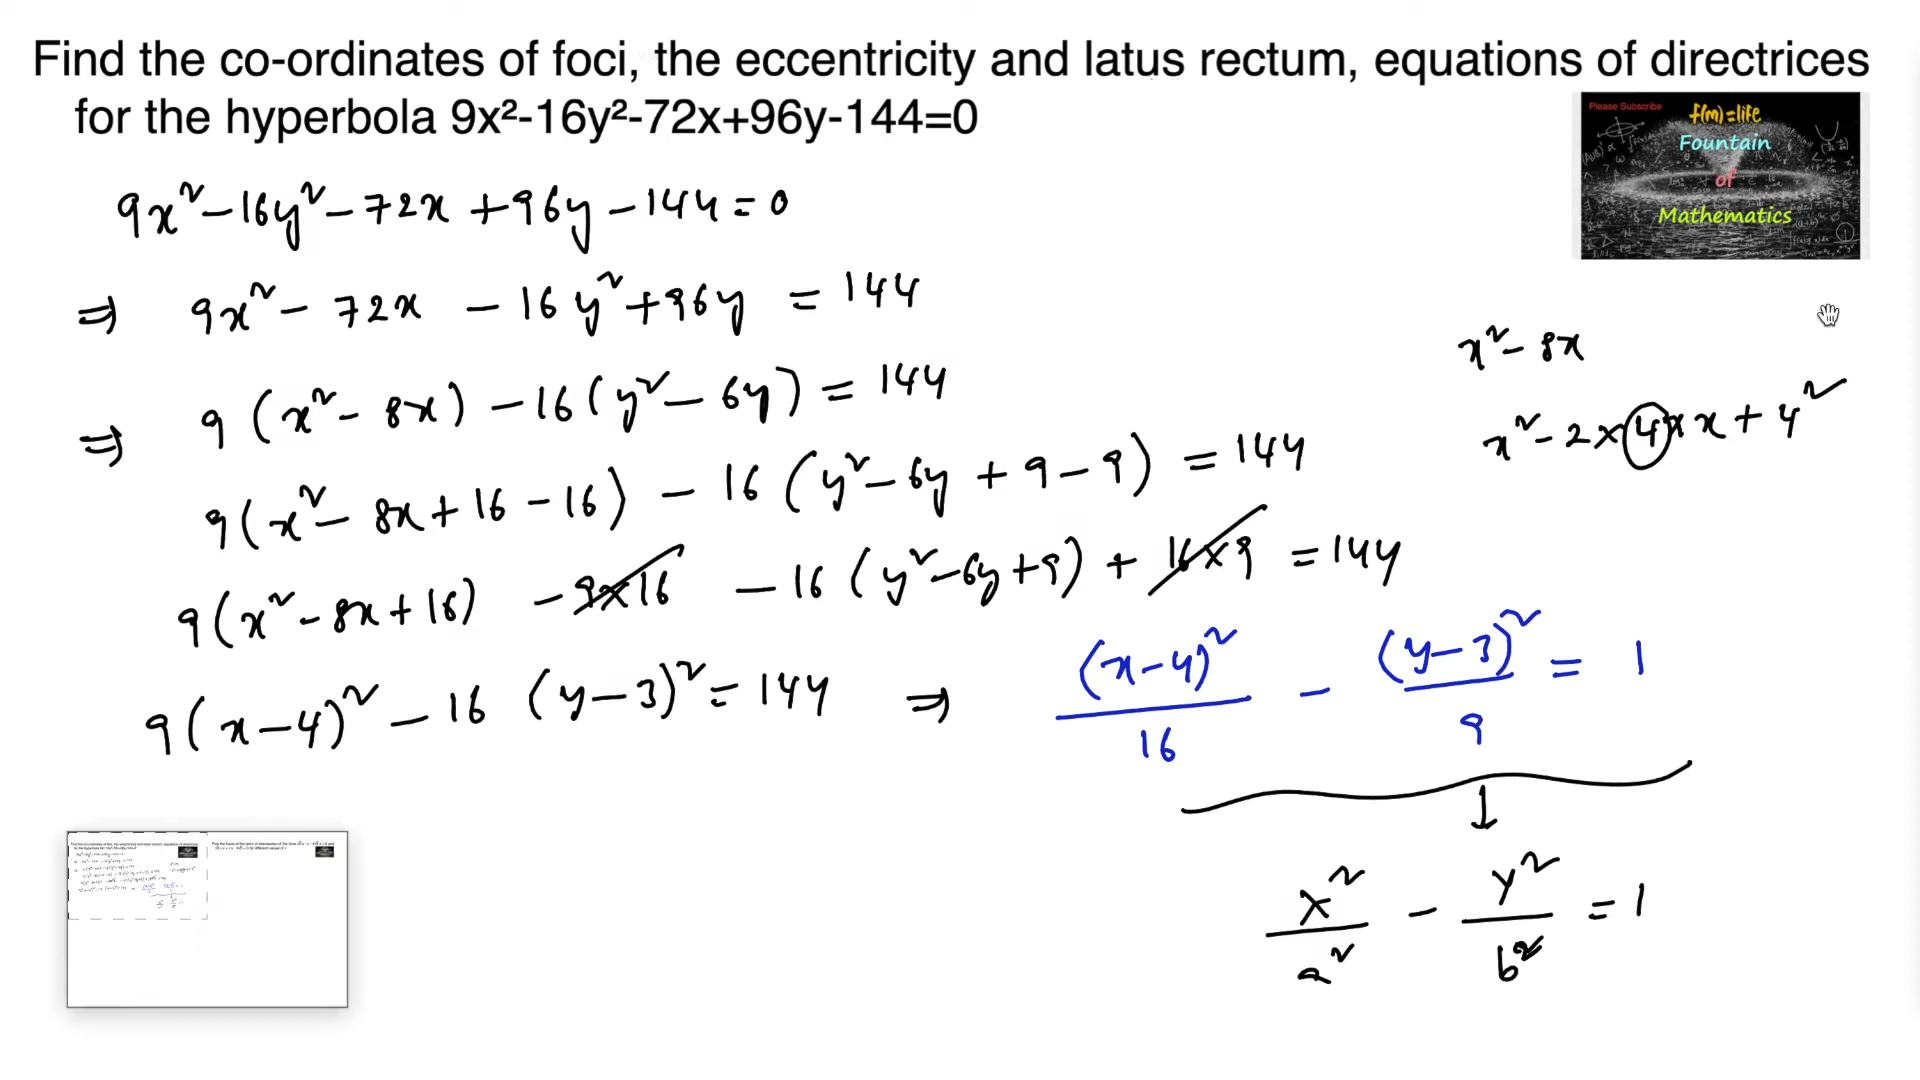 Find the co-ordinates of foci, the eccentricity and latus rectum, equations of directrices
for the hyperbola 9x²-16y²-72x+96y-144=0
Please Subscribe
f(m)=life
Fountain
of
Mathematics
9x²-16y²-72x+96y-144=0
⇒ 9x²-72x-16y²+96y=144
⇒ 9(x²-8x)-16(y²-6y)=144
x²-8x
x²-2×4×x+4²
9(x²-8x+16-16)-16(y²-6y+9-9)=144
9(x²-8x+16)-9×16-16(y²-6y+9)+16×9=144
9(x-4)²-16(y-3)²=144 ⇒ (x-4)²/16 - (y-3)²/9 = 1
↓
x²/a² - y²/b² = 1